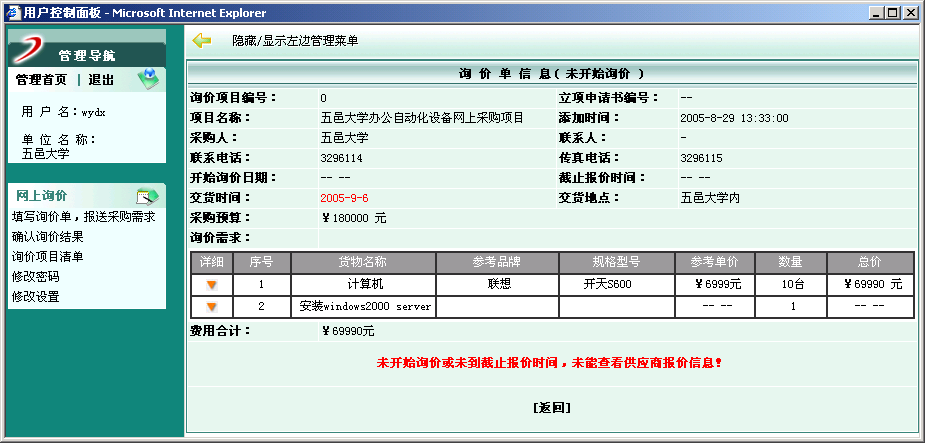 用户控制面板 - Microsoft Internet Explorer
隐藏/显示左边管理菜单
管理导航
管理首页 | 退出
用 户 名：wydx
单 位 名 称：
五邑大学
网上询价
填写询价单，报送采购需求
确认询价结果
询价项目清单
修改密码
修改设置
询 价 单 信 息 ( 未开始询价 )
询价项目编号： 0 立项申请书编号： --
项目名称： 五邑大学办公自动化设备网上采购项目 添加时间： 2005-8-29 13:33:00
采购人： 五邑大学 联系人： -
联系电话： 3296114 传真电话： 3296115
开始询价日期： -- -- 截止报价时间： -- --
交货时间： 2005-9-6 交货地点： 五邑大学内
采购预算： ￥180000 元
询价需求：
详细 序号 货物名称 参考品牌 规格型号 参考单价 数量 总价
1 计算机 联想 开天S600 ￥6999元 10台 ￥69990 元
2 安装windows2000 server -- -- 1 -- --
费用合计： ￥69990元
未开始询价或未到截止报价时间，未能查看供应商报价信息!
[返回]